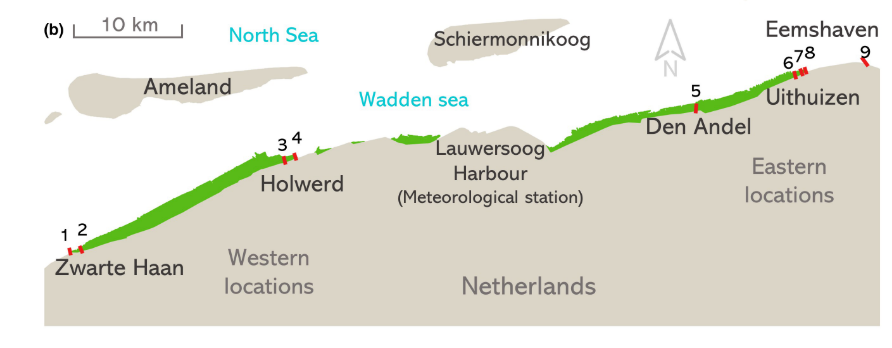 (b)
10 km
North Sea
Schiermonnikoog
Eemshaven
N
Ameland
Wadden sea
1
2
3
4
5
6
7
8
9
Uithuizen
Den Andel
Lauwersoog
Harbour
(Meteorological station)
Holwerd
Eastern
locations
Zwarte Haan
Western
locations
Netherlands